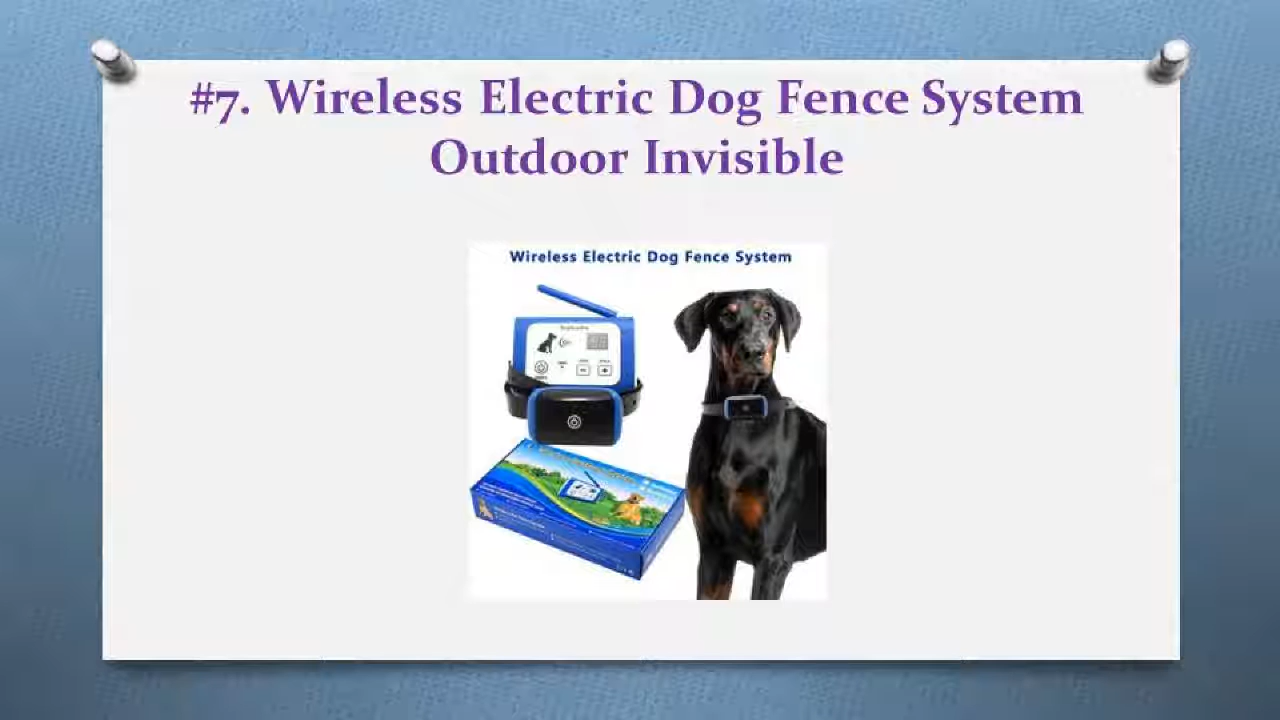 #7. Wireless Electric Dog Fence System
Outdoor Invisible
Wireless Electric Dog Fence System